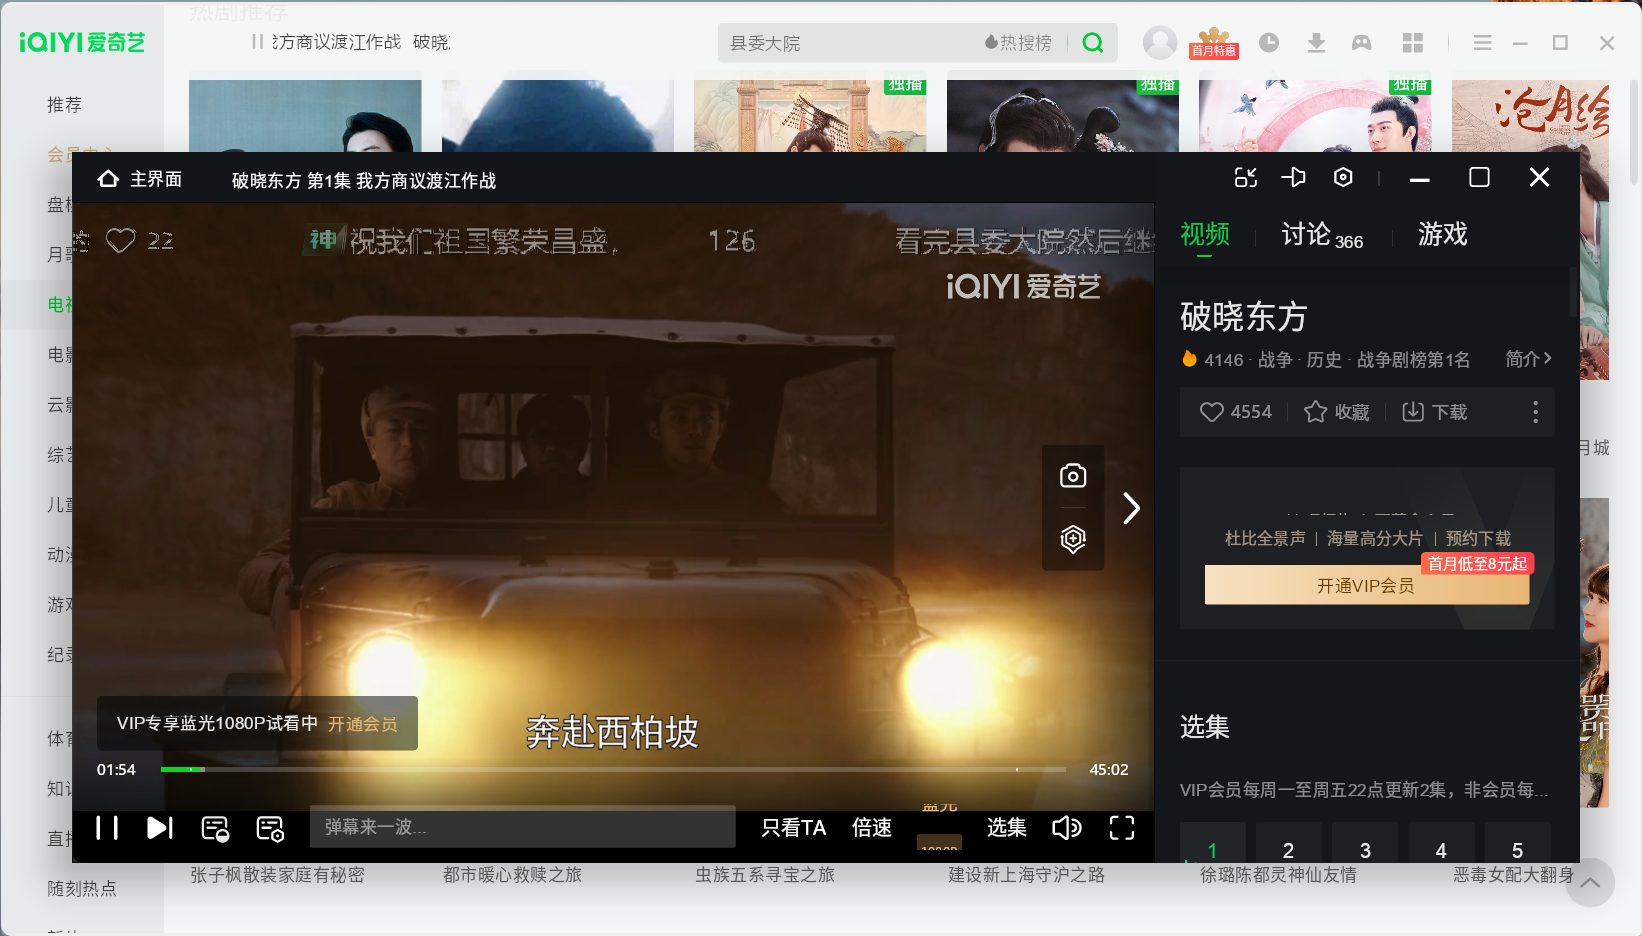 热剧推荐
iQIYI 爱奇艺
我方商议渡江作战 破晓
县委大院
热搜榜
首月特惠
推荐
会员中心
独播
独播
独播
沧月绘
主界面
破晓东方 第1集 我方商议渡江作战
22
神 祝我们祖国繁荣昌盛
126
看完县委大院然后继续
iQIYI 爱奇艺
视频
讨论 366
游戏
破晓东方
4146 · 战争 · 历史 · 战争剧榜第1名
简介
4554
收藏
下载
杜比全景声 | 海量高分大片 | 预约下载
首月低至8元起
开通VIP会员
月城
VIP专享蓝光1080P试看中 开通会员
奔赴西柏坡
01:54
45:02
弹幕来一波...
只看TA
倍速
蓝光
1080P
选集
选集
VIP会员每周一至周五22点更新2集，非会员每...
1
2
3
4
5
随刻热点
张子枫散装家庭有秘密
都市暖心救赎之旅
虫族五系寻宝之旅
建设新上海守沪之路
徐璐陈都灵神仙友情
恶毒女配大翻身